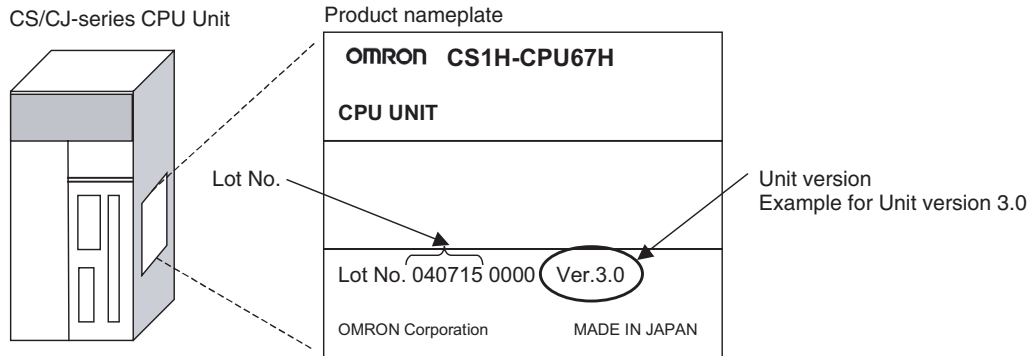 CS/CJ-series CPU Unit
Product nameplate
OMRON CS1H-CPU67H
CPU UNIT
Lot No.
Unit version
Example for Unit version 3.0
Lot No. 040715 0000 Ver.3.0
OMRON Corporation MADE IN JAPAN